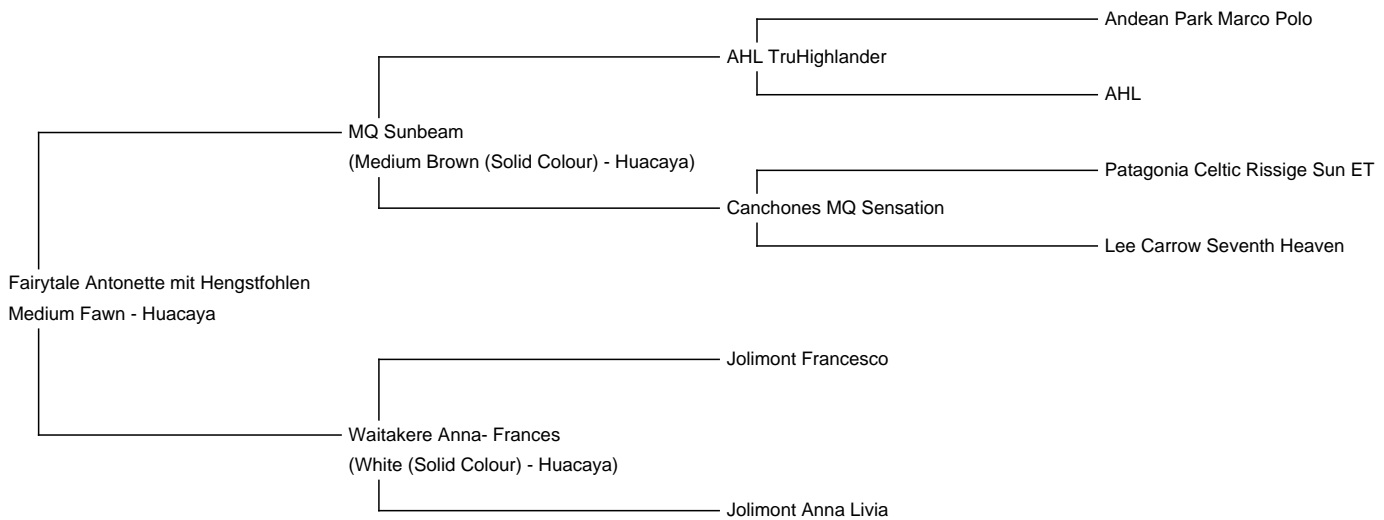 Andean Park Marco Polo
AHL TruHighlander
AHL
MQ Sunbeam
(Medium Brown (Solid Colour) - Huacaya)
Patagonia Celtic Rissige Sun ET
Canchones MQ Sensation
Lee Carrow Seventh Heaven
Fairytale Antonette mit Hengstfohlen
Medium Fawn - Huacaya
Jolimont Francesco
Waitakere Anna- Frances
(White (Solid Colour) - Huacaya)
Jolimont Anna Livia